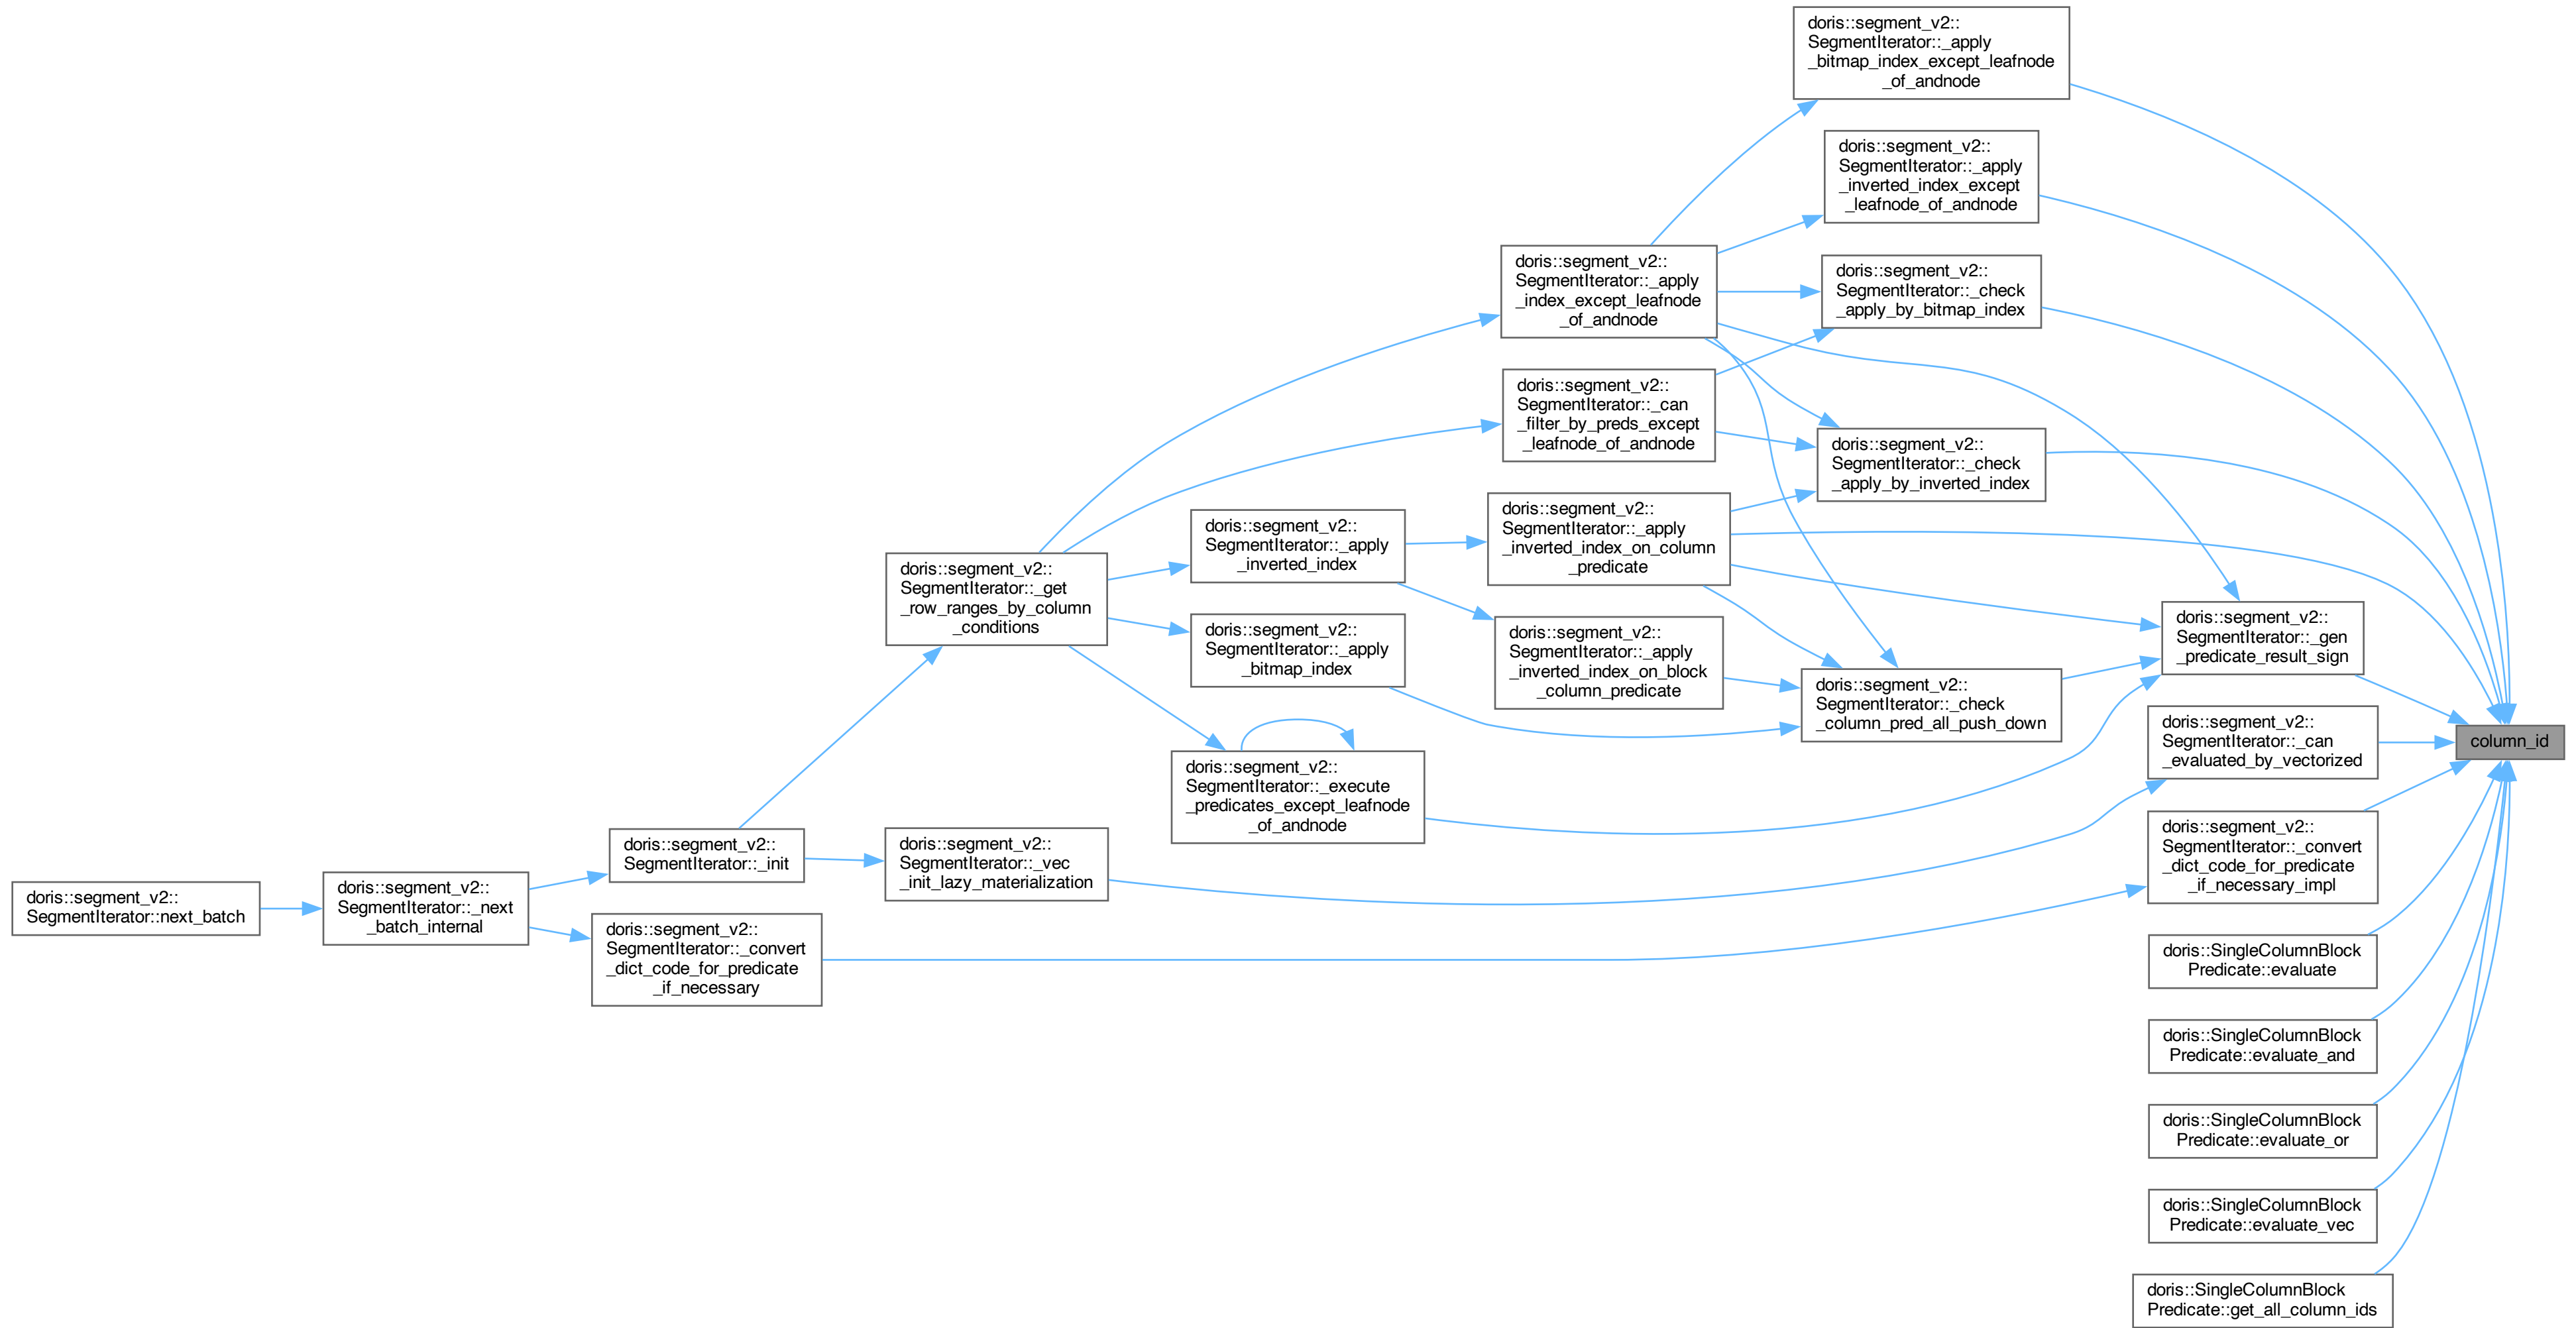 doris::segment_v2::
SegmentIterator::_apply
_bitmap_index_except_leafnode
_of_andnode
doris::segment_v2::
SegmentIterator::_apply
_inverted_index_except
_leafnode_of_andnode
doris::segment_v2::
SegmentIterator::_apply
_index_except_leafnode
_of_andnode
doris::segment_v2::
SegmentIterator::_check
_apply_by_bitmap_index
doris::segment_v2::
SegmentIterator::_can
_filter_by_preds_except
_leafnode_of_andnode
doris::segment_v2::
SegmentIterator::_check
_apply_by_inverted_index
doris::segment_v2::
SegmentIterator::_apply
_inverted_index_on_column
_predicate
doris::segment_v2::
SegmentIterator::_apply
_inverted_index
doris::segment_v2::
SegmentIterator::_get
_row_ranges_by_column
_conditions
doris::segment_v2::
SegmentIterator::_apply
_bitmap_index
doris::segment_v2::
SegmentIterator::_apply
_inverted_index_on_block
_column_predicate
doris::segment_v2::
SegmentIterator::_gen
_predicate_result_sign
doris::segment_v2::
SegmentIterator::_check
_column_pred_all_push_down
doris::segment_v2::
SegmentIterator::_can
_evaluated_by_vectorized
column_id
doris::segment_v2::
SegmentIterator::_execute
_predicates_except_leafnode
_of_andnode
doris::segment_v2::
SegmentIterator::_convert
_dict_code_for_predicate
_if_necessary_impl
doris::segment_v2::
SegmentIterator::_init
doris::segment_v2::
SegmentIterator::_vec
_init_lazy_materialization
doris::segment_v2::
SegmentIterator::next_batch
doris::segment_v2::
SegmentIterator::_next
_batch_internal
doris::segment_v2::
SegmentIterator::_convert
_dict_code_for_predicate
_if_necessary
doris::SingleColumnBlock
Predicate::evaluate
doris::SingleColumnBlock
Predicate::evaluate_and
doris::SingleColumnBlock
Predicate::evaluate_or
doris::SingleColumnBlock
Predicate::evaluate_vec
doris::SingleColumnBlock
Predicate::get_all_column_ids